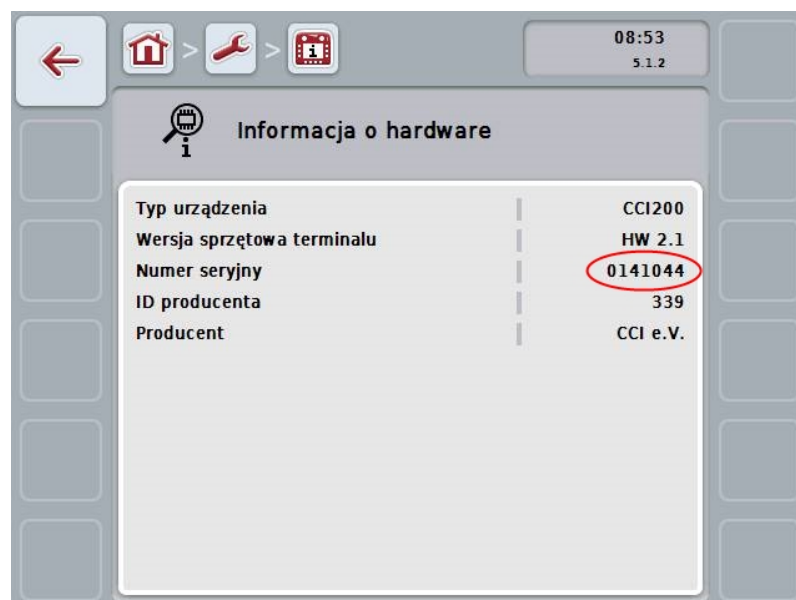 08:53
5.1.2
Informacja o hardware
Typ urządzenia CCI200
Wersja sprzętowa terminalu HW 2.1
Numer seryjny 0141044
ID producenta 339
Producent CCI e.V.